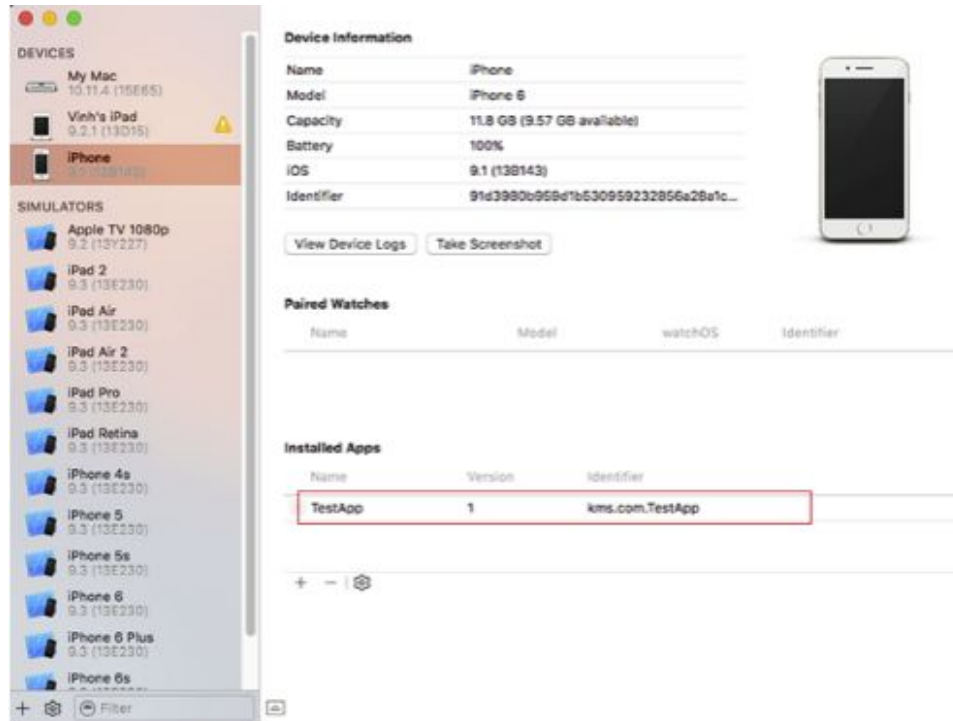 DEVICES
My Mac
10.11.4 (15E65)
Vinh's iPad
9.2.1 (13D15)
iPhone
9.1 (13B143)
SIMULATORS
Apple TV 1080p
9.2 (13Y227)
iPad 2
9.3 (13E230)
iPad Air
9.3 (13E230)
iPad Air 2
9.3 (13E230)
iPad Pro
9.3 (13E230)
iPad Retina
9.3 (13E230)
iPhone 4s
9.3 (13E230)
iPhone 5
9.3 (13E230)
iPhone 5s
9.3 (13E230)
iPhone 6
9.3 (13E230)
iPhone 6 Plus
9.3 (13E230)
iPhone 6s
Filter
Device Information
Name iPhone
Model iPhone 6
Capacity 11.8 GB (9.57 GB available)
Battery 100%
iOS 9.1 (13B143)
Identifier 91d3980b959d1b530959232856a28a1c...
View Device Logs Take Screenshot
Paired Watches
Name Model watchOS Identifier
Installed Apps
Name Version Identifier
TestApp 1 kms.com.TestApp